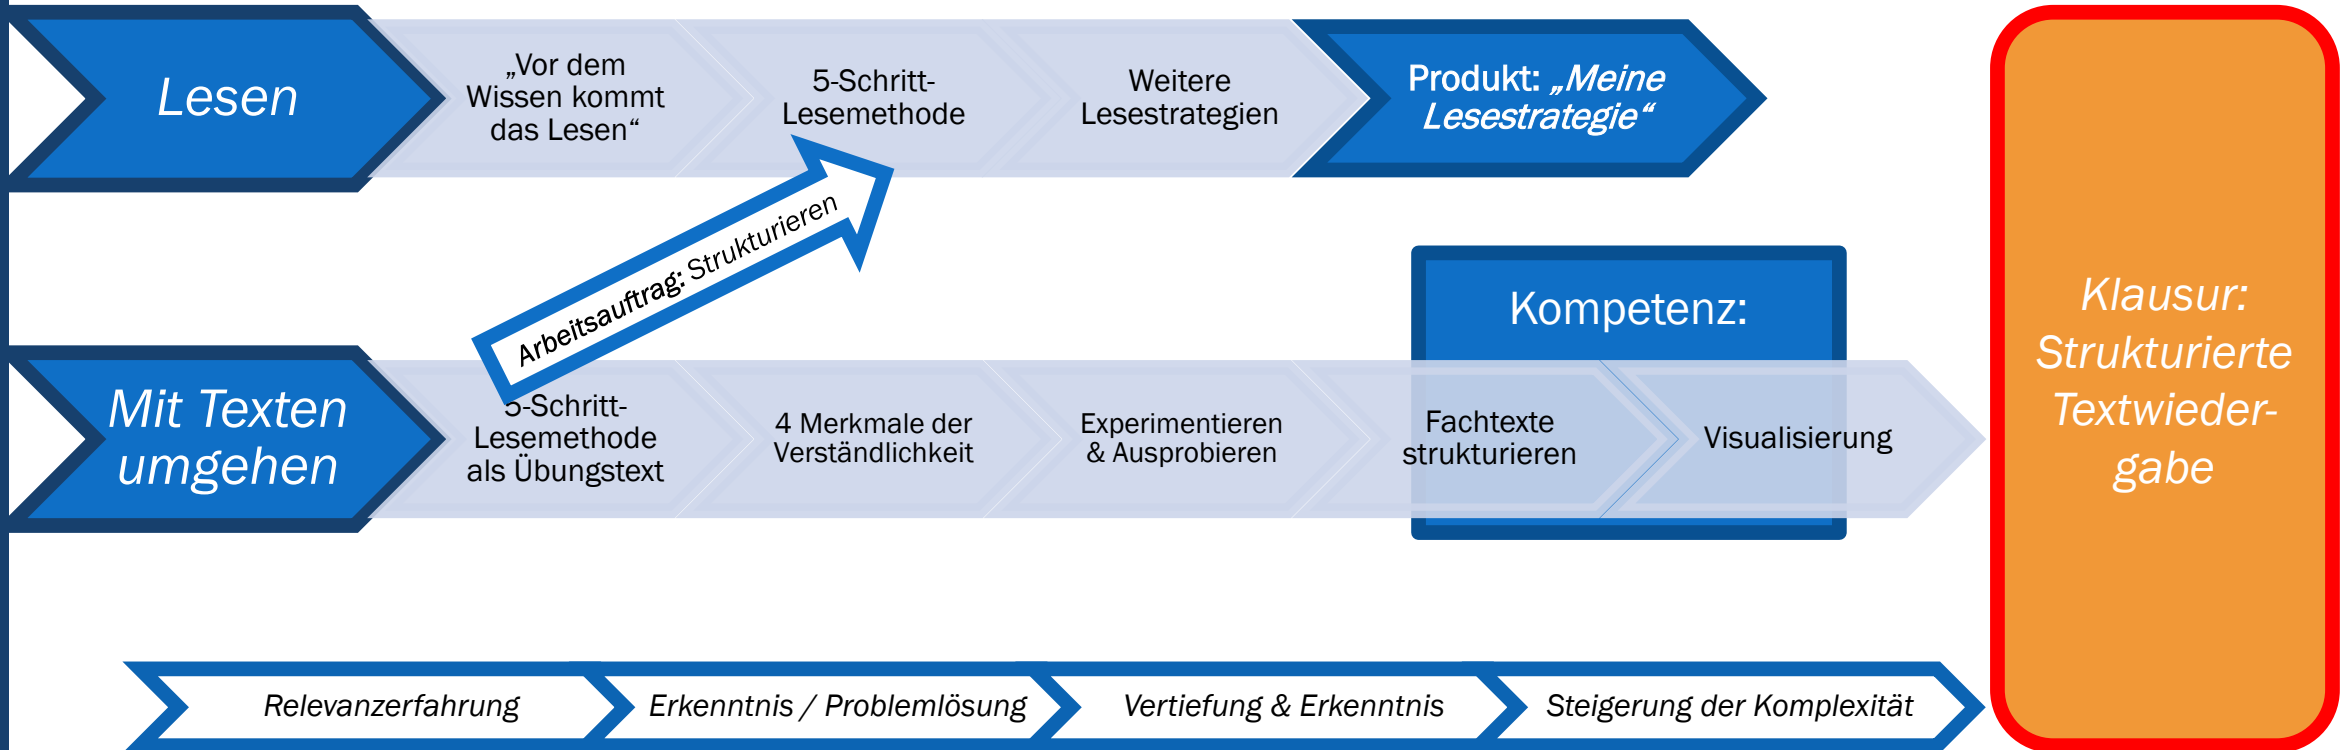 Lesen
„Vor dem
Wissen kommt
das Lesen“
5-Schritt-
Lesemethode
Weitere
Lesestrategien
Produkt: „Meine
Lesestrategie“
Arbeitsauftrag: Strukturieren
Kompetenz:
Mit Texten
umgehen
5-Schritt-
Lesemethode
als Übungstext
4 Merkmale der
Verständlichkeit
Experimentieren
& Ausprobieren
Fachtexte
strukturieren
Visualisierung
Klausur:
Strukturierte
Textwieder-
gabe
Relevanzerfahrung
Erkenntnis / Problemlösung
Vertiefung & Erkenntnis
Steigerung der Komplexität